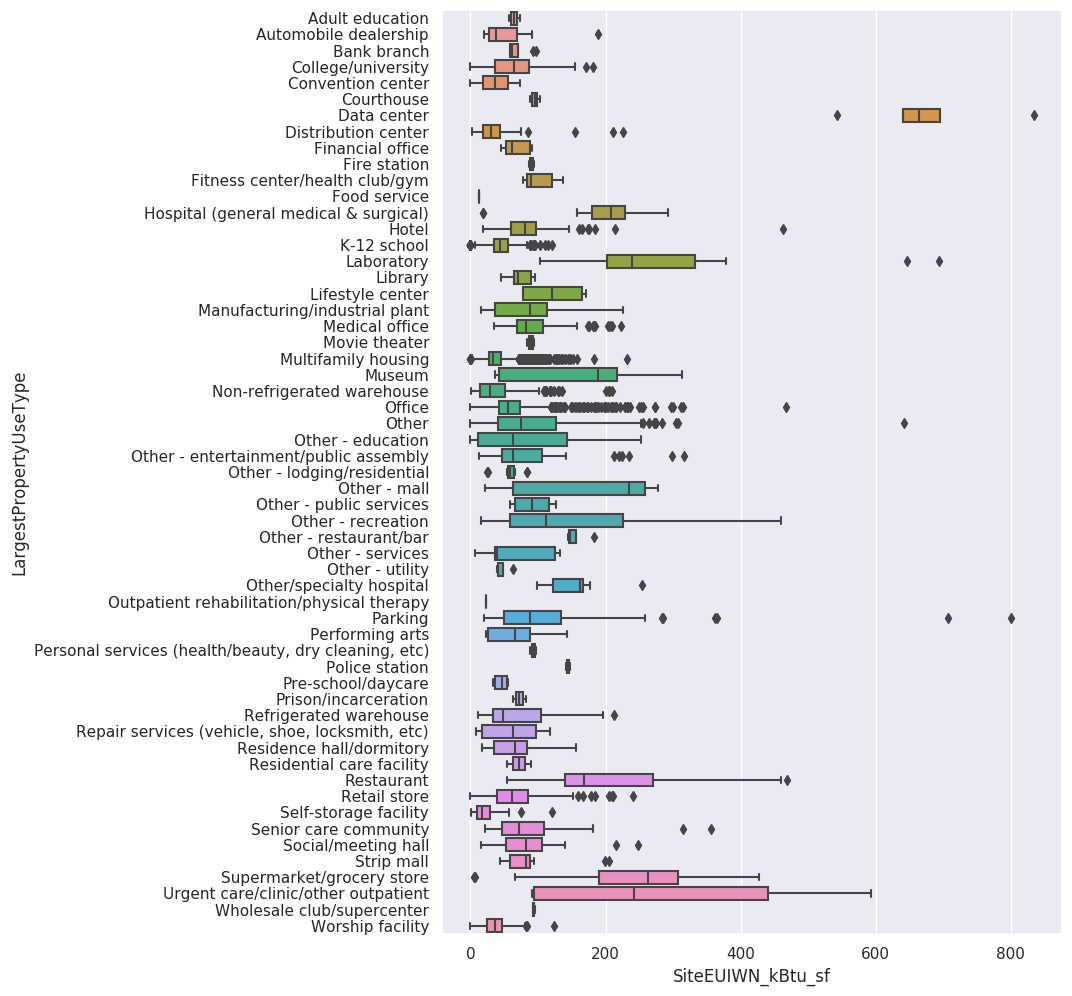 Adult education
Automobile dealership
Bank branch
College/university
Convention center
Courthouse
Data center
Distribution center
Financial office
Fire station
Fitness center/health club/gym
Food service
Hospital (general medical & surgical)
Hotel
K-12 school
Laboratory
Library
Lifestyle center
Manufacturing/industrial plant
Medical office
Movie theater
Multifamily housing
Museum
Non-refrigerated warehouse
Office
Other
Other - education
Other - entertainment/public assembly
Other - lodging/residential
Other - mall
Other - public services
Other - recreation
Other - restaurant/bar
Other - services
Other - utility
Other/specialty hospital
Outpatient rehabilitation/physical therapy
Parking
Performing arts
Personal services (health/beauty, dry cleaning, etc)
Police station
Pre-school/daycare
Prison/incarceration
Refrigerated warehouse
Repair services (vehicle, shoe, locksmith, etc)
Residence hall/dormitory
Residential care facility
Restaurant
Retail store
Self-storage facility
Senior care community
Social/meeting hall
Strip mall
Supermarket/grocery store
Urgent care/clinic/other outpatient
Wholesale club/supercenter
Worship facility
LargestPropertyUseType
0 200 400 600 800
SiteEUIWN_kBtu_sf